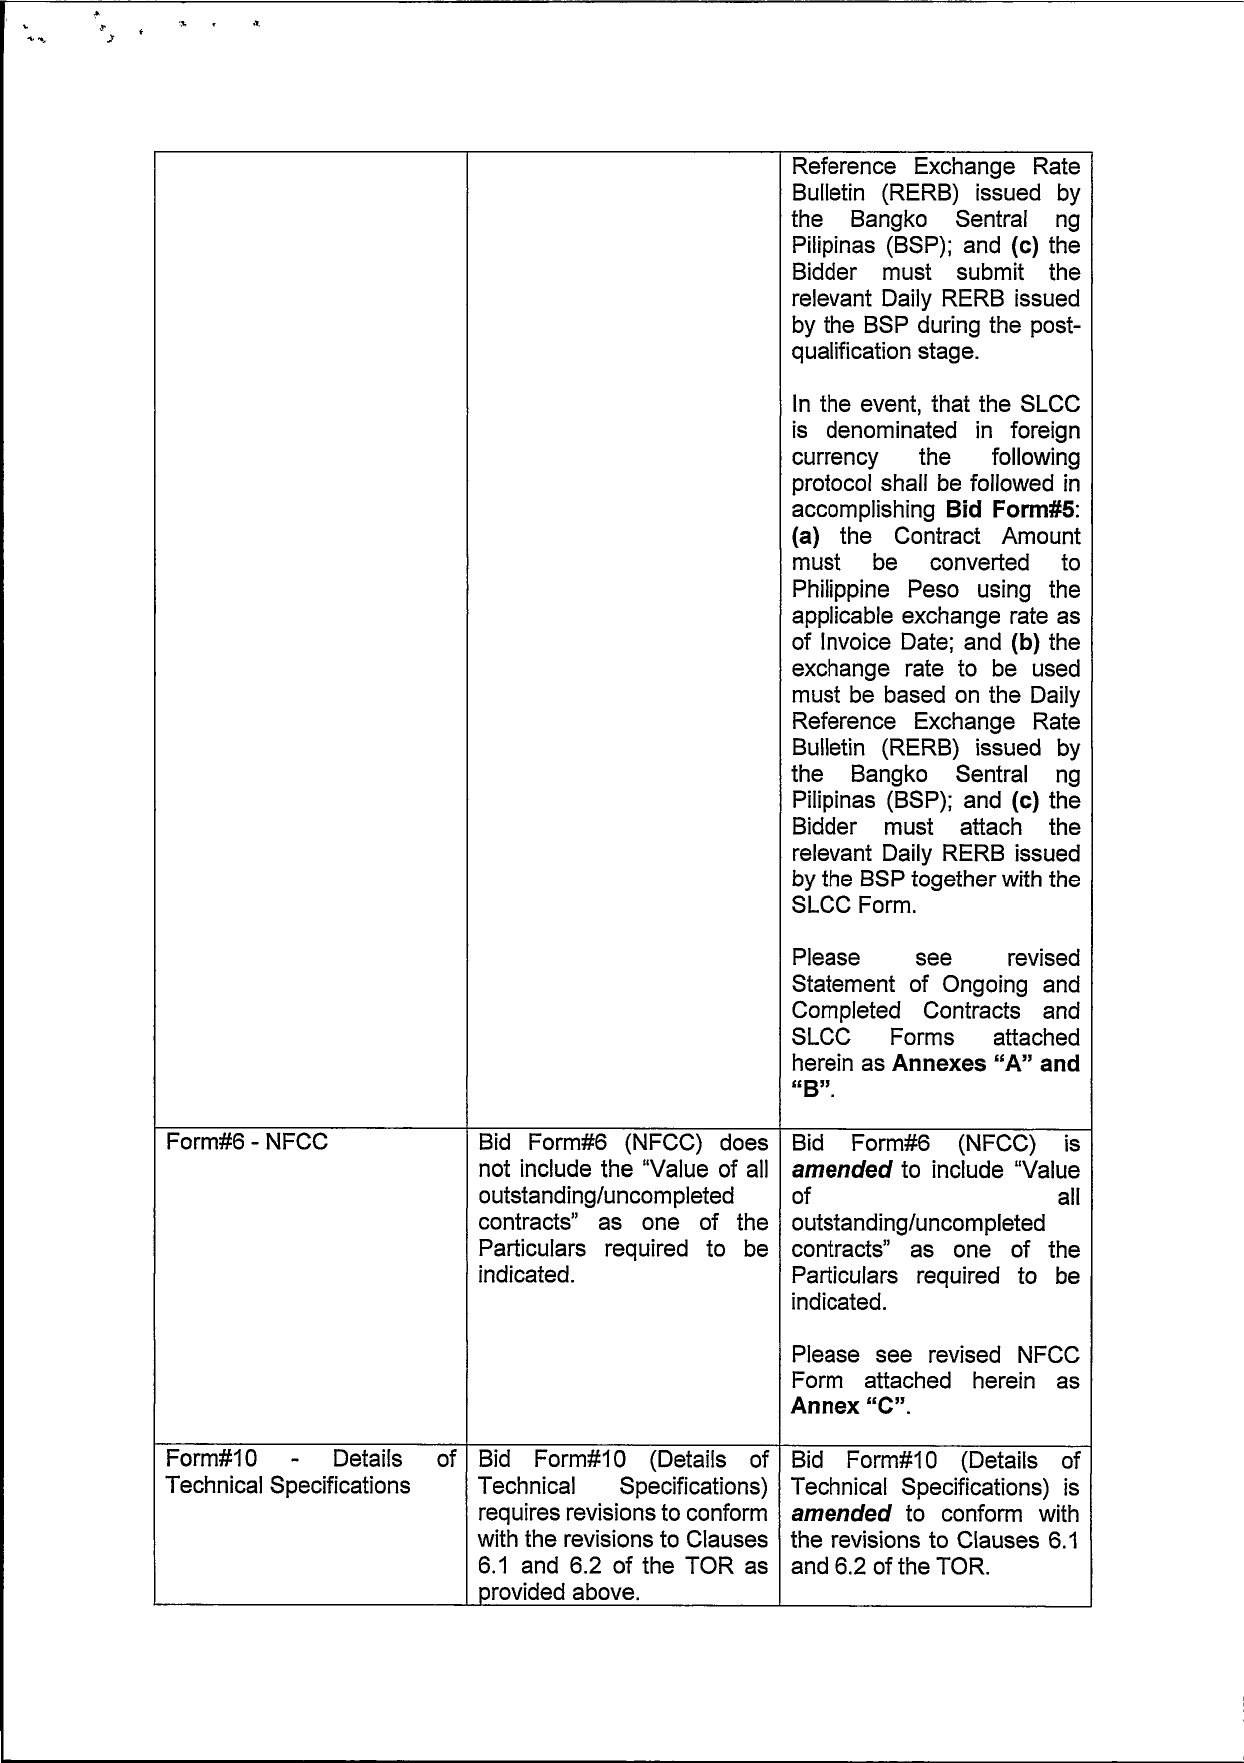 Reference Exchange Rate
Bulletin (RERB) issued by
the Bangko Sentral ng
Pilipinas (BSP); and (c) the
Bidder must submit the
relevant Daily RERB issued
by the BSP during the post-
qualification stage.
In the event, that the SLCC
is denominated in foreign
currency the following
protocol shall be followed in
accomplishing Bid Form#5:
(a) the Contract Amount
must be converted to
Philippine Peso using the
applicable exchange rate as
of Invoice Date; and (b) the
exchange rate to be used
must be based on the Daily
Reference Exchange Rate
Bulletin (RERB) issued by
the Bangko Sentral ng
Pilipinas (BSP); and (c) the
Bidder must attach the
relevant Daily RERB issued
by the BSP together with the
SLCC Form.
Please see revised
Statement of Ongoing and
Completed Contracts and
SLCC Forms attached
herein as Annexes “A” and
“B”.
Form#6 - NFCC
Bid Form#6 (NFCC) does
not include the “Value of all
outstanding/uncompleted
contracts” as one of the
Particulars required to be
indicated.
Bid Form#6 (NFCC) is
amended to include “Value
of all
outstanding/uncompleted
contracts” as one of the
Particulars required to be
indicated.
Please see revised NFCC
Form attached herein as
Annex “C”.
Form#10 - Details of
Technical Specifications
Bid Form#10 (Details of
Technical Specifications)
requires revisions to conform
with the revisions to Clauses
6.1 and 6.2 of the TOR as
provided above.
Bid Form#10 (Details of
Technical Specifications) is
amended to conform with
the revisions to Clauses 6.1
and 6.2 of the TOR.